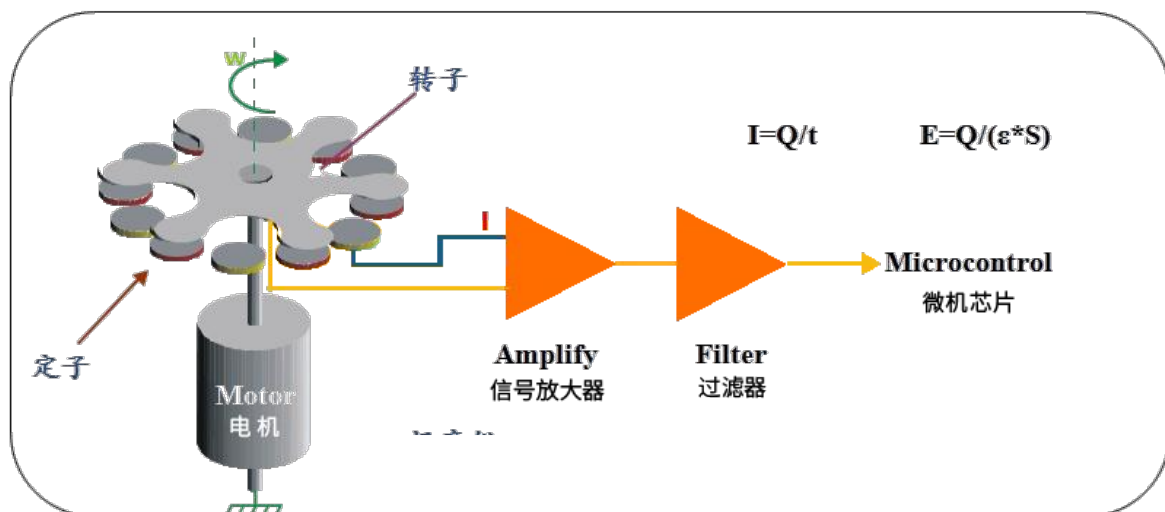 W
转子
I=Q/t
E=Q/(ε*S)
I
Microcontrol
微机芯片
定子
Amplify
信号放大器
Filter
过滤器
Motor
电机